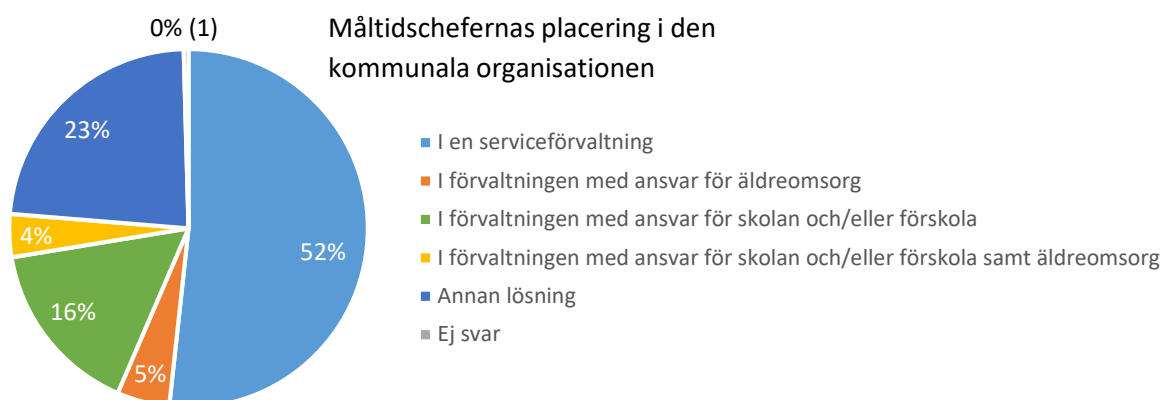 0% (1)
Måltidschefernas placering i den
kommunala organisationen
23%
4%
16%
5%
52%
I en serviceförvaltning
I förvaltningen med ansvar för äldreomsorg
I förvaltningen med ansvar för skolan och/eller förskola
I förvaltningen med ansvar för skolan och/eller förskola samt äldreomsorg
Annan lösning
Ej svar